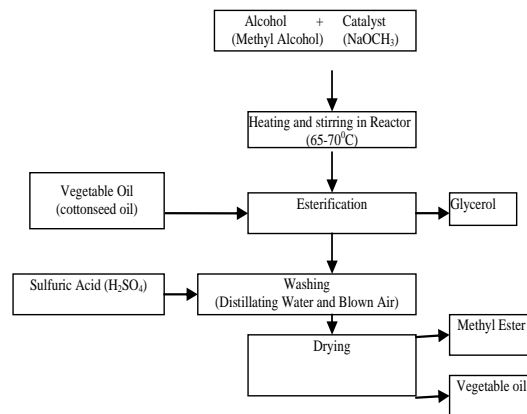 Alcohol + Catalyst
(Methyl Alcohol) (NaOCH₃)
Heating and stirring in Reactor
(65-70⁰C)
Vegetable Oil
(cottonseed oil)
Esterification
Glycerol
Sulfuric Acid (H₂SO₄)
Washing
(Distillating Water and Blown Air)
Drying
Methyl Ester
Vegetable oil